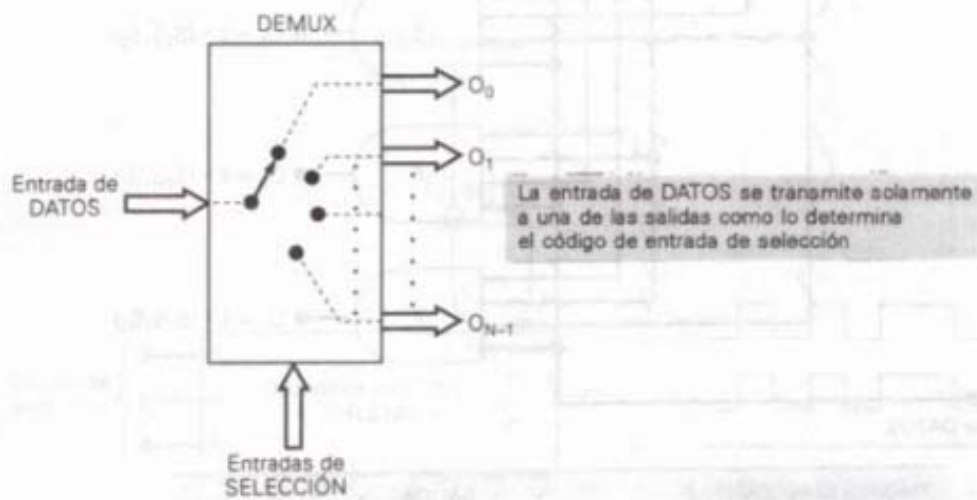 DEMUX
O₀
O₁
Entrada de
DATOS
La entrada de DATOS se transmite solamente
a una de las salidas como lo determina
el código de entrada de selección
O_N-1
Entradas de
SELECCIÓN